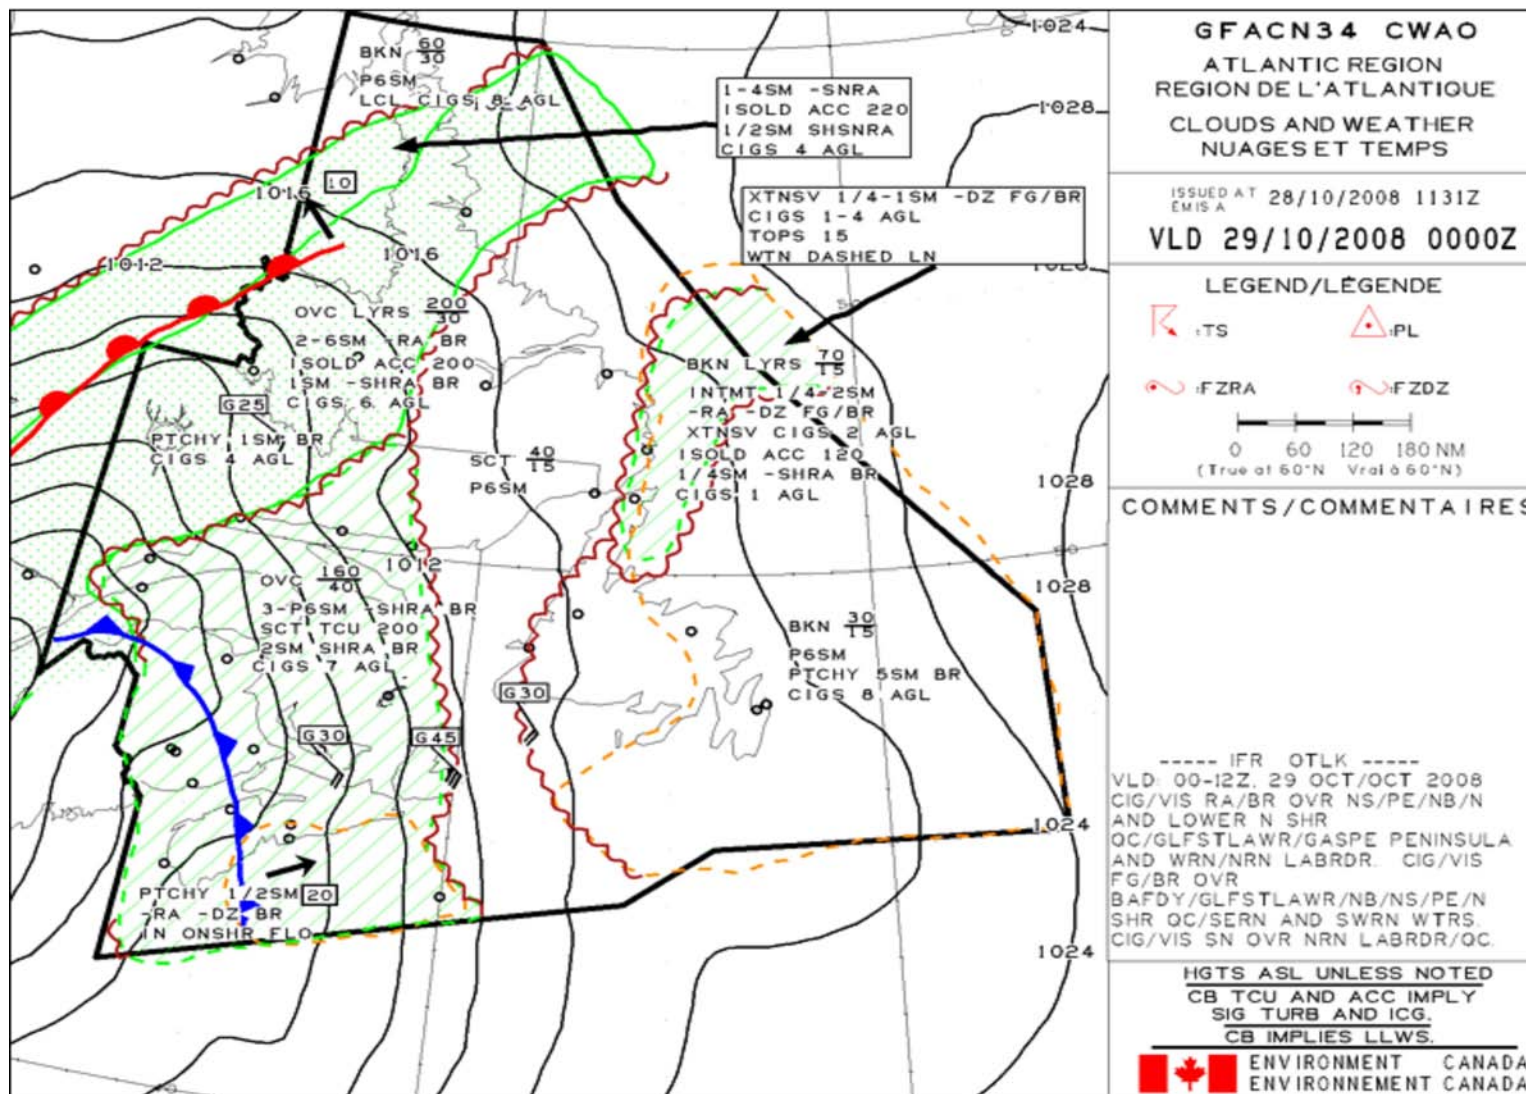 BKN 60/30
P6SM
LCL CIGS 8 AGL
1-4SM -SNRA
ISOLD ACC 220
1/2SM SHSNRA
CIGS 4 AGL
XTNSV 1/4-1SM -DZ FG/BR
CIGS 1-4 AGL
TOPS 15
WTN DASHED LN
1024
1028
1028
1016
10
1016
1012
OVC LYRS 200/30
2-6SM -RA BR
ISOLD ACC 200
1SM -SHRA BR
CIGS 6 AGL
G25
PTCHY 1SM BR
CIGS 4 AGL
SCT 40/15
P6SM
50
BKN LYRS 70/15
INTMT 1/4-2SM
-RA -DZ FG/BR
XTNSV CIGS 2 AGL
ISOLD ACC 120
1/4SM -SHRA BR
CIGS 1 AGL
1028
50
1028
1012
OVC 160/40
3-P6SM -SHRA BR
SCT TCU 200
2SM SHRA BR
CIGS 7 AGL
BKN 30/15
P6SM
PTCHY 5SM BR
CIGS 8 AGL
G30
G30
G45
1024
PTCHY 1/2SM
-RA -DZ BR
IN ONSHR FLO
20
1024
GFACN34 CWAO
ATLANTIC REGION
REGION DE L'ATLANTIQUE
CLOUDS AND WEATHER
NUAGES ET TEMPS
ISSUED AT 28/10/2008 1131Z
EMIS A
VLD 29/10/2008 0000Z
LEGEND/LÉGENDE
:TS :PL
:FZRA :FZDZ
0 60 120 180 NM
(True at 60°N Vrai à 60°N)
COMMENTS/COMMENTAIRES
----- IFR OTLK -----
VLD: 00-12Z, 29 OCT/OCT 2008
CIG/VIS RA/BR OVR NS/PE/NB/N
AND LOWER N SHR
QC/GLFSTLAWR/GASPE PENINSULA
AND WRN/NRN LABRDR. CIG/VIS
FG/BR OVR
BAFDY/GLFSTLAWR/NB/NS/PE/N
SHR QC/SERN AND SWRN WTRS.
CIG/VIS SN OVR NRN LABRDR/QC.
HGTS ASL UNLESS NOTED
CB TCU AND ACC IMPLY
SIG TURB AND ICG.
CB IMPLIES LLWS.
ENVIRONMENT CANADA
ENVIRONNEMENT CANADA